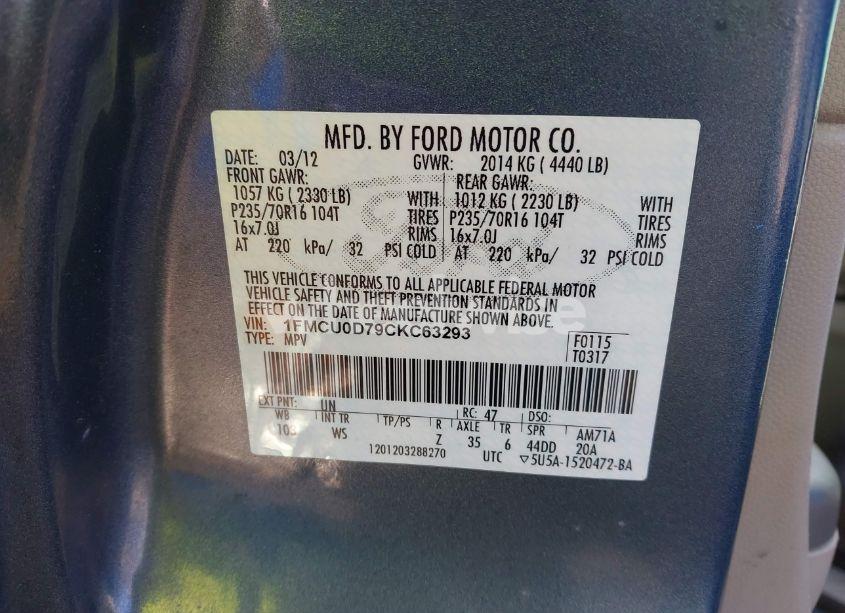 MFD. BY FORD MOTOR CO.
DATE: 03/12 GVWR: 2014 KG ( 4440 LB)
FRONT GAWR: REAR GAWR:
1057 KG ( 2330 LB) WITH 1012 KG ( 2230 LB) WITH
P235/70R16 104T TIRES P235/70R16 104T TIRES
16x7.0J RIMS 16x7.0J RIMS
AT 220 kPa/ 32 PSI COLD AT 220 kPa/ 32 PSI COLD
THIS VEHICLE CONFORMS TO ALL APPLICABLE FEDERAL MOTOR
VEHICLE SAFETY AND THEFT PREVENTION STANDARDS IN
EFFECT ON THE DATE OF MANUFACTURE SHOWN ABOVE.
VIN: 1FMCU0D79CKC63293 F0115
TYPE: MPV T0317
EXT PNT: UN RC: 47 DSO:
WB INT TR TP/PS R AXLE TR SPR AM71A
103 WS Z 35 6 44DD 20A
1201203288270 UTC ▽5U5A-1520472-BA